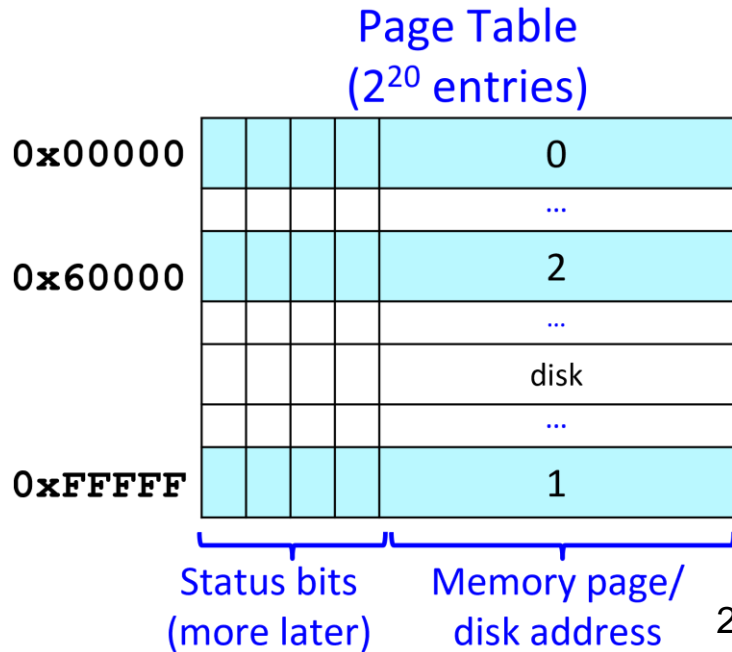 Page Table
(2²⁰ entries)
0x00000
0
...
0x60000
2
...
disk
...
0xFFFFF
1
Status bits
(more later)
Memory page/
disk address
2